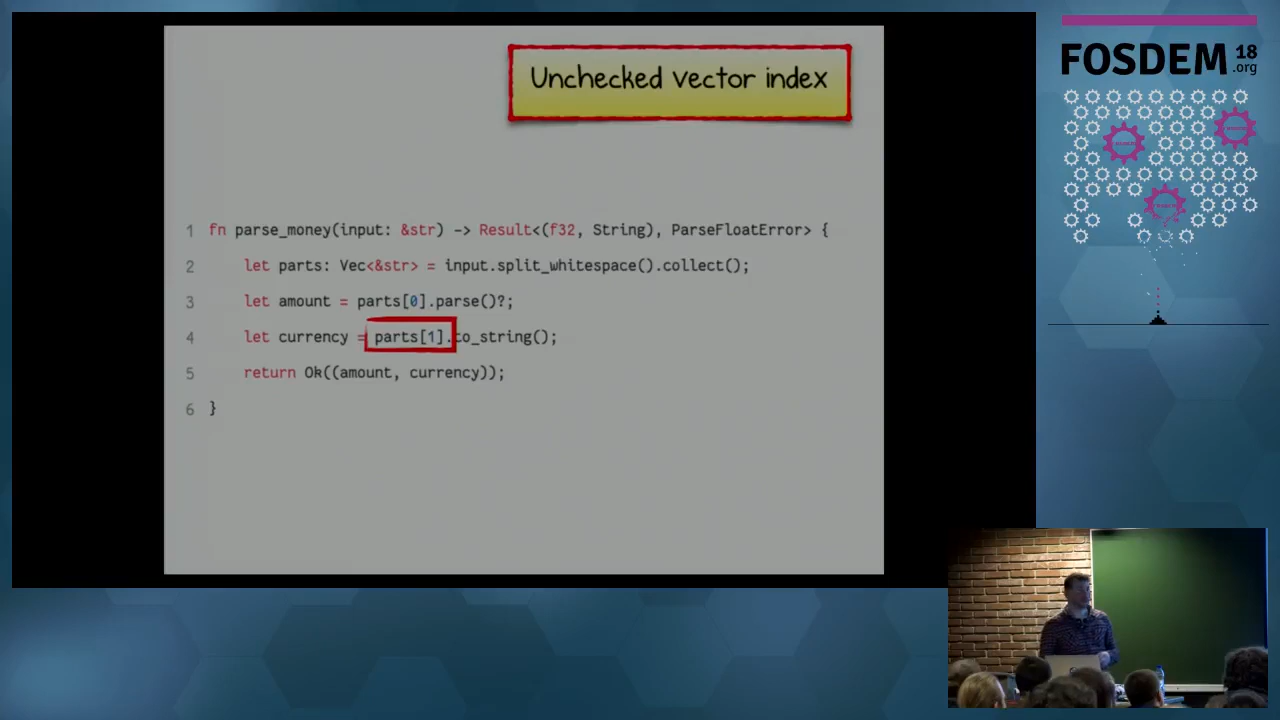 Unchecked vector index
1 fn parse_money(input: &str) -> Result<(f32, String), ParseFloatError> {
2 let parts: Vec<&str> = input.split_whitespace().collect();
3 let amount = parts[0].parse()?;
4 let currency = parts[1].to_string();
5 return Ok((amount, currency));
6 }
FOSDEM 18
.org